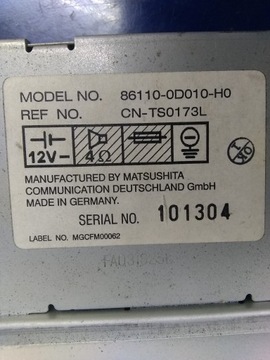 MODEL NO. 86110-0D010-H0
REF NO. CN-TS0173L
12V⎓ 4Ω
MANUFACTURED BY MATSUSHITA
COMMUNICATION DEUTSCHLAND GmbH
MADE IN GERMANY.
SERIAL NO. 101304
LABEL NO. MGCFM00062